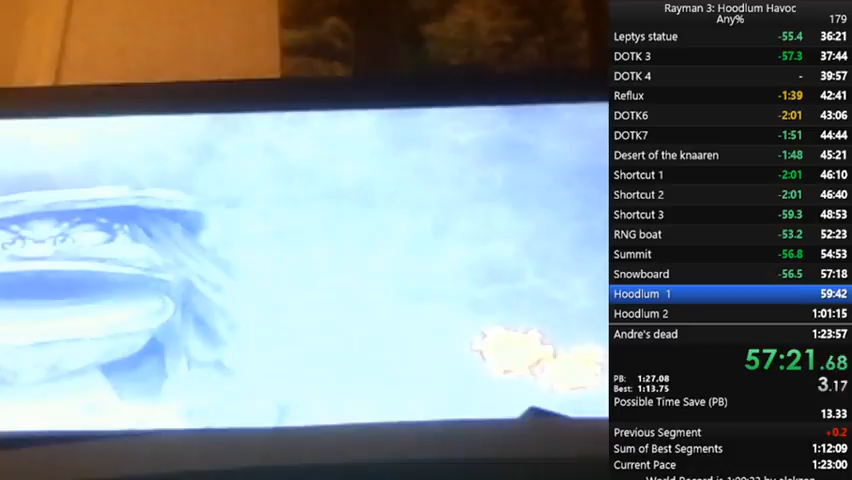 Rayman 3: Hoodlum Havoc
Any% 179
Leptys statue -55.4 36:21
DOTK 3 -57.3 37:44
DOTK 4 - 39:57
Reflux -1:39 42:41
DOTK6 -2:01 43:06
DOTK7 -1:51 44:44
Desert of the knaaren -1:48 45:21
Shortcut 1 -2:01 46:10
Shortcut 2 -2:01 46:40
Shortcut 3 -59.3 48:53
RNG boat -53.2 52:23
Summit -56.8 54:53
Snowboard -56.5 57:18
Hoodlum 1 59:42
Hoodlum 2 1:01:15
Andre's dead 1:23:57
57:21.68
PB: 1:27.08
Best: 1:13.75
3.17
Possible Time Save (PB)
13.33
Previous Segment +0.2
Sum of Best Segments 1:12:09
Current Pace 1:23:00
World Record is